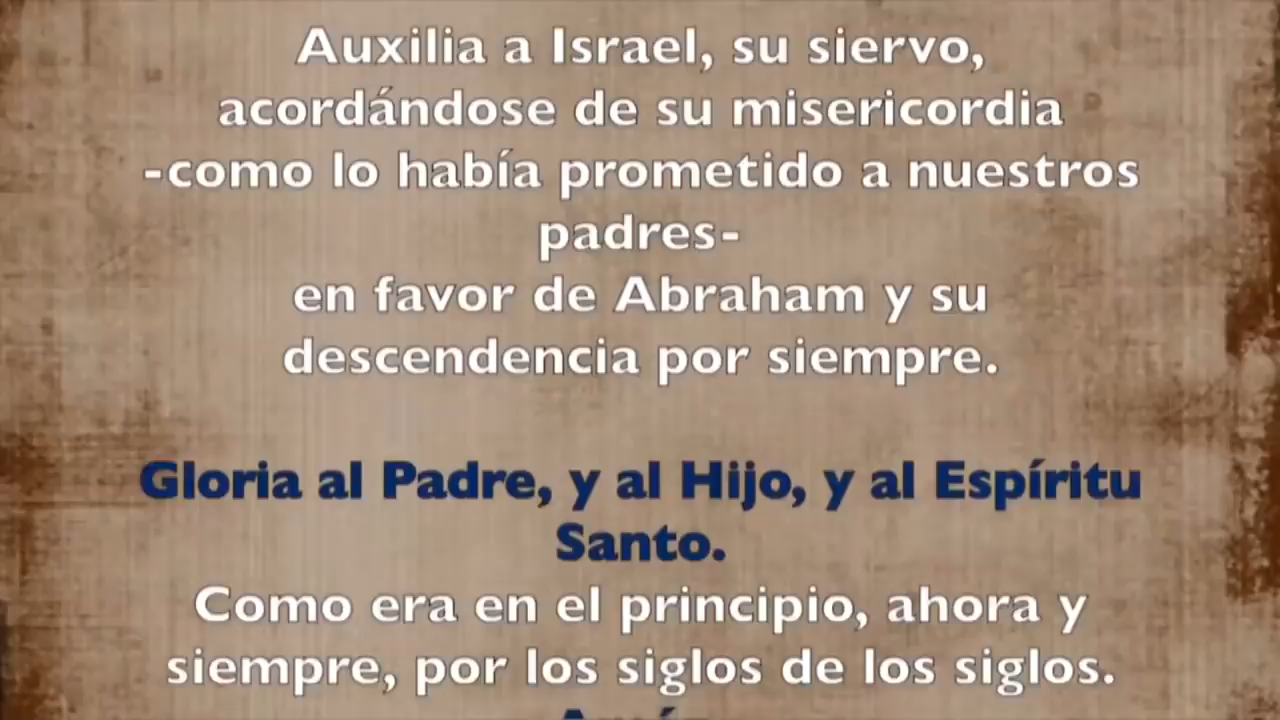 Auxilia a Israel, su siervo,
acordándose de su misericordia
-como lo había prometido a nuestros
padres-
en favor de Abraham y su
descendencia por siempre.
Gloria al Padre, y al Hijo, y al Espíritu
Santo.
Como era en el principio, ahora y
siempre, por los siglos de los siglos.